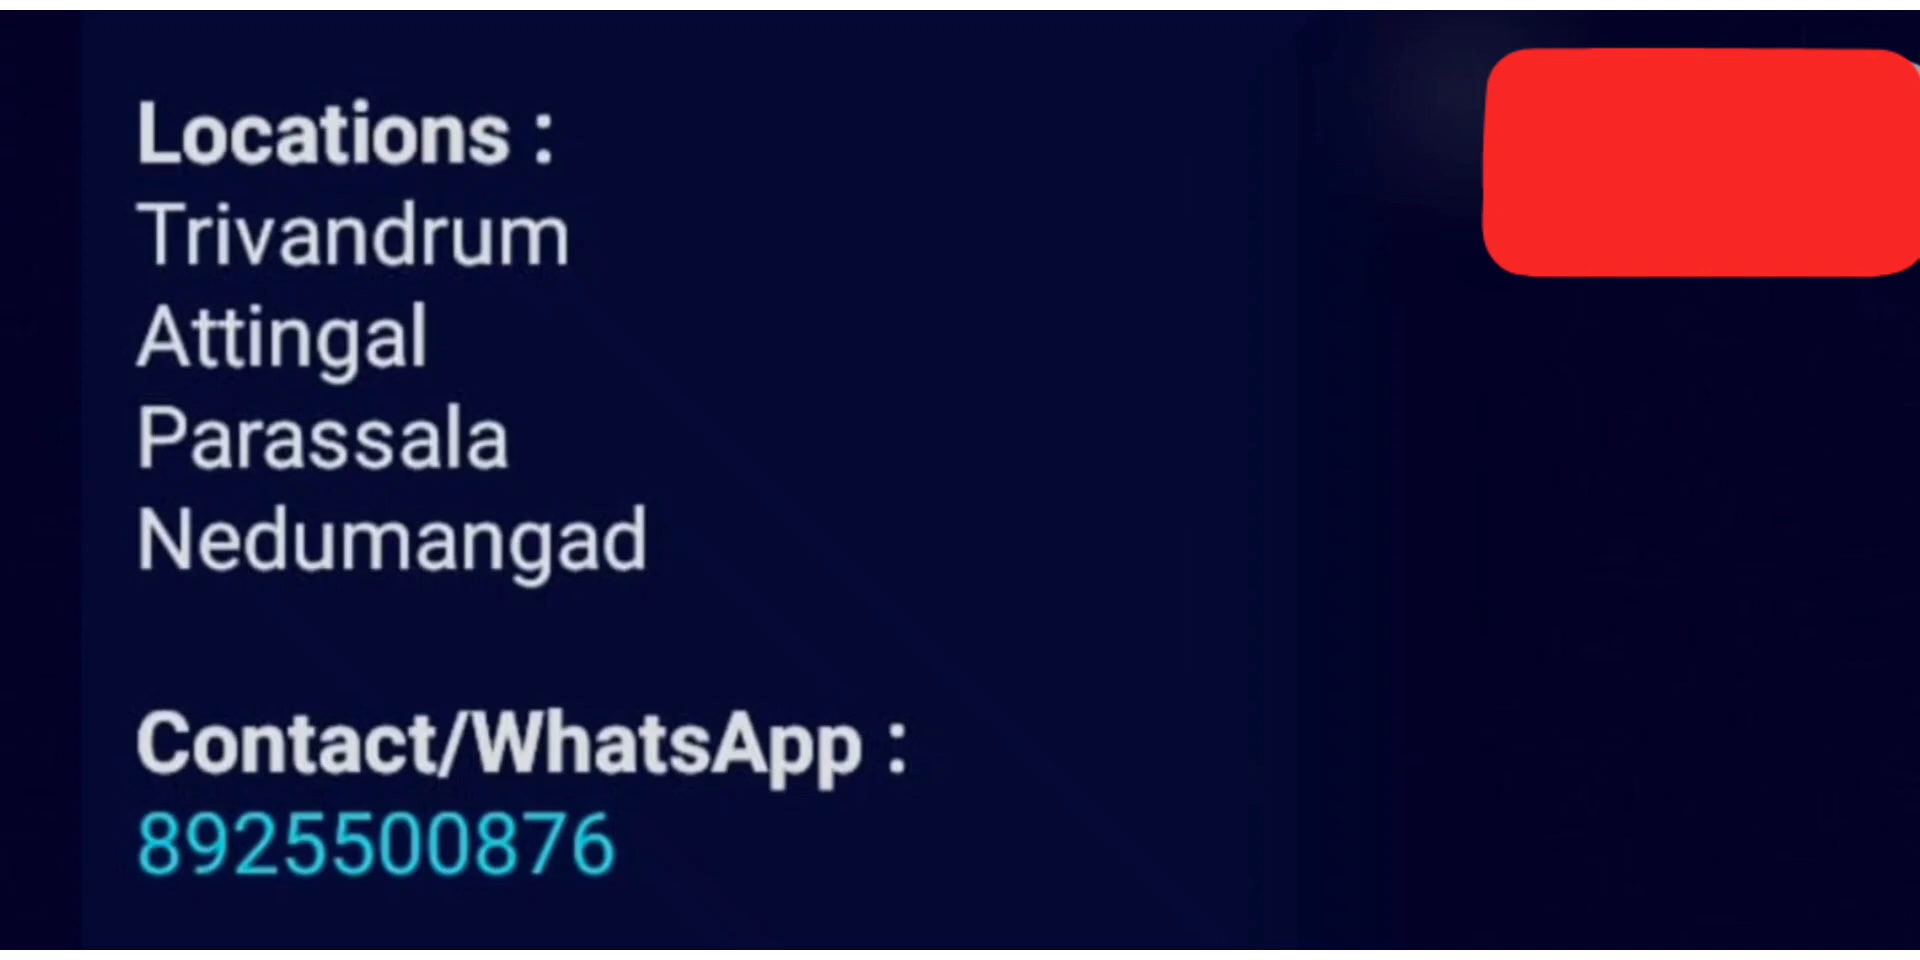 Locations :
Trivandrum
Attingal
Parassala
Nedumangad
Contact/WhatsApp :
8925500876